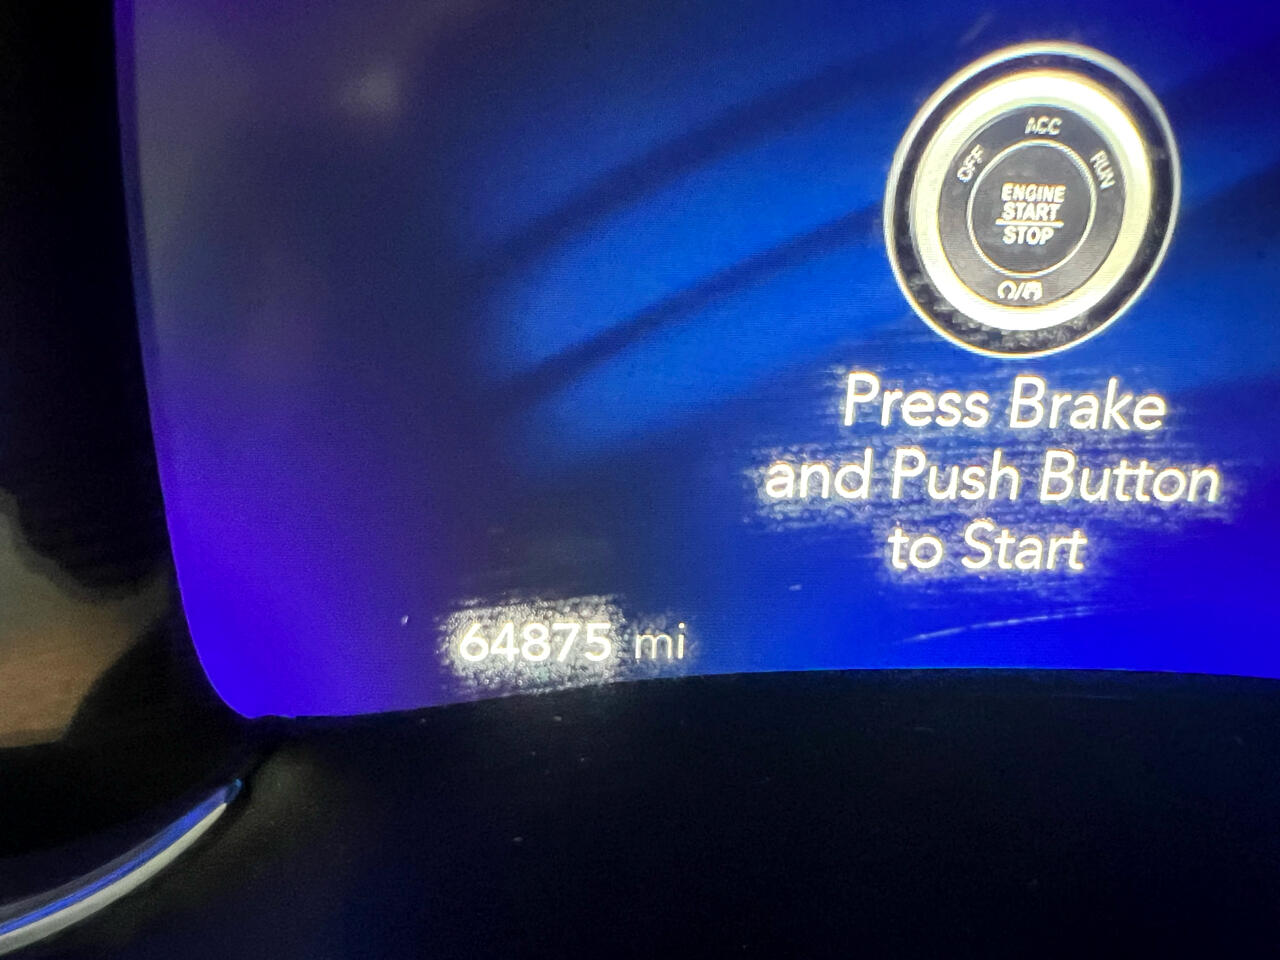 ACC
OFF
RUN
ENGINE
START
STOP
Press Brake
and Push Button
to Start
64875 mi